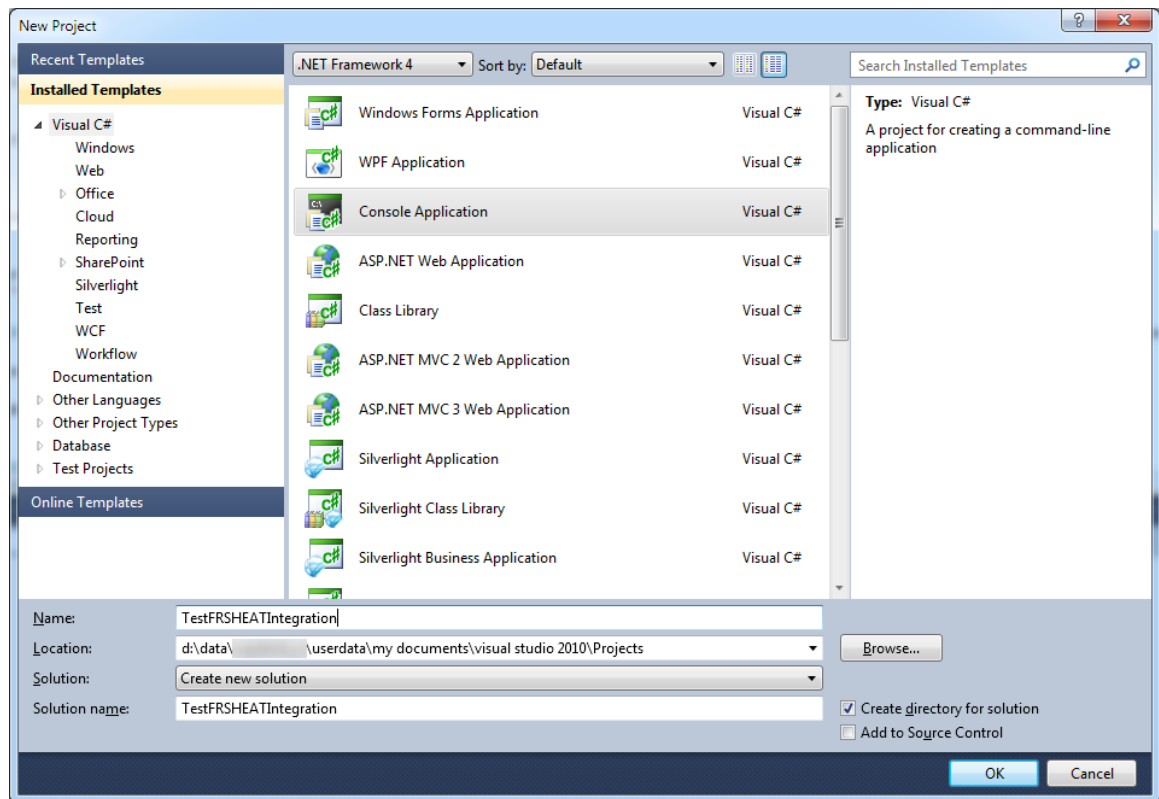 New Project
Recent Templates
Installed Templates
Visual C#
Windows
Web
Office
Cloud
Reporting
SharePoint
Silverlight
Test
WCF
Workflow
Documentation
Other Languages
Other Project Types
Database
Test Projects
Online Templates
.NET Framework 4 Sort by: Default
Windows Forms Application Visual C#
WPF Application Visual C#
Console Application Visual C#
ASP.NET Web Application Visual C#
Class Library Visual C#
ASP.NET MVC 2 Web Application Visual C#
ASP.NET MVC 3 Web Application Visual C#
Silverlight Application Visual C#
Silverlight Class Library Visual C#
Silverlight Business Application Visual C#
Search Installed Templates
Type: Visual C#
A project for creating a command-line
application
Name: TestFRSHEATIntegration
Location: d:\data\ \userdata\my documents\visual studio 2010\Projects Browse...
Solution: Create new solution
Solution name: TestFRSHEATIntegration
Create directory for solution
Add to Source Control
OK Cancel